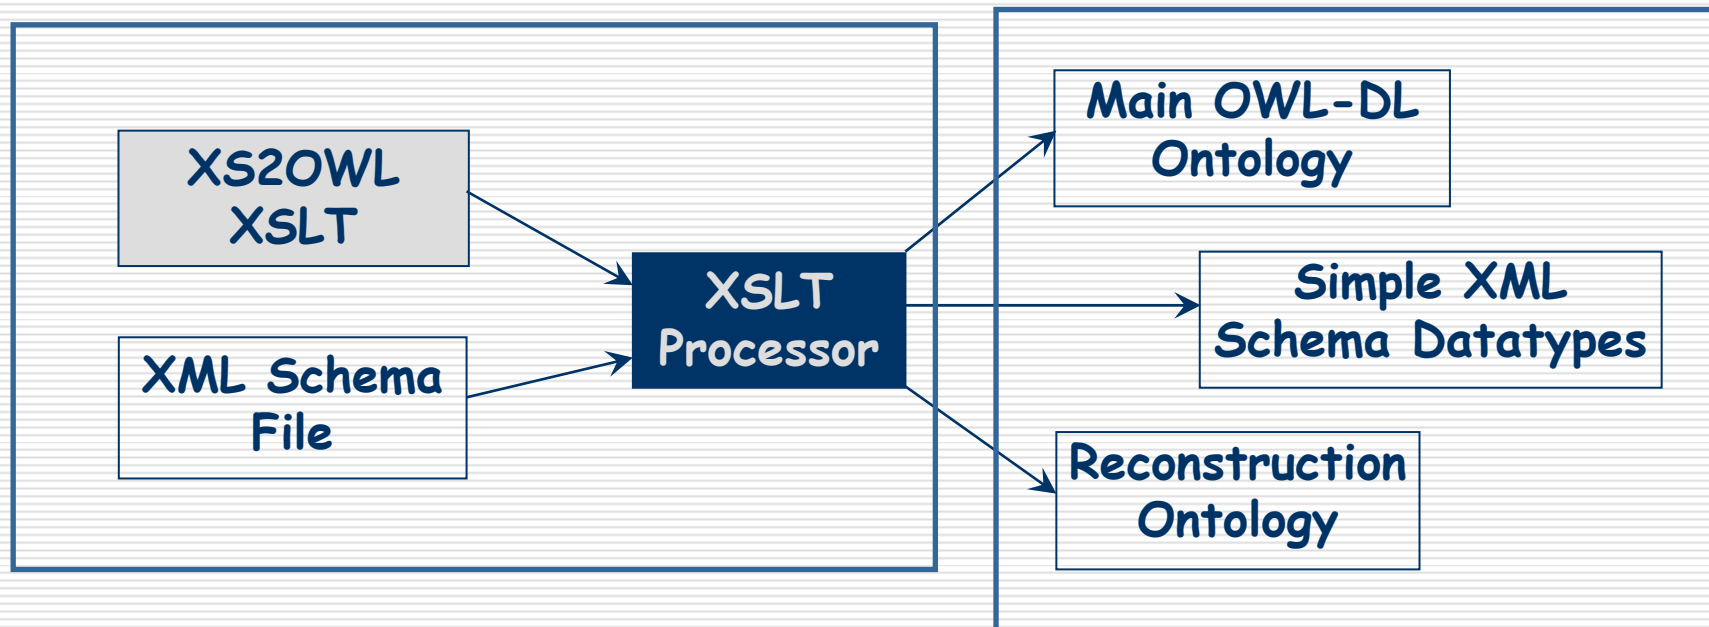 XS2OWL
XSLT
XML Schema
File
XSLT
Processor
Main OWL-DL
Ontology
Simple XML
Schema Datatypes
Reconstruction
Ontology